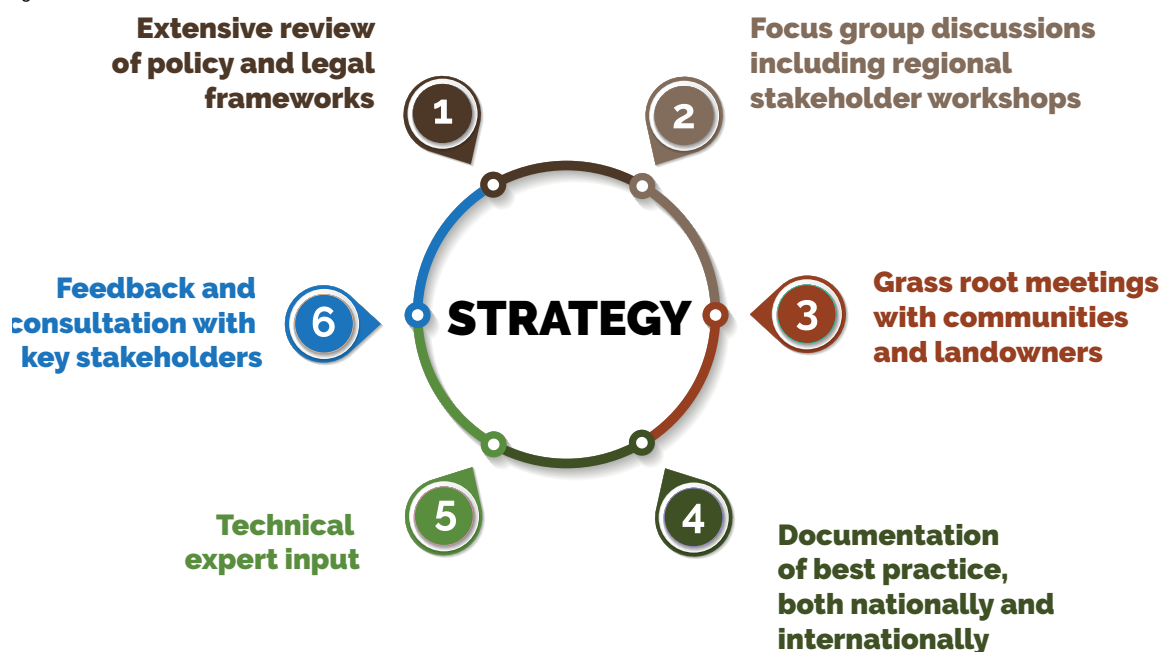 1
Extensive review
of policy and legal
frameworks
2
Focus group discussions
including regional
stakeholder workshops
3
Grass root meetings
with communities
and landowners
4
Documentation
of best practice,
both nationally and
internationally
5
Technical
expert input
6
Feedback and
consultation with
key stakeholders
STRATEGY